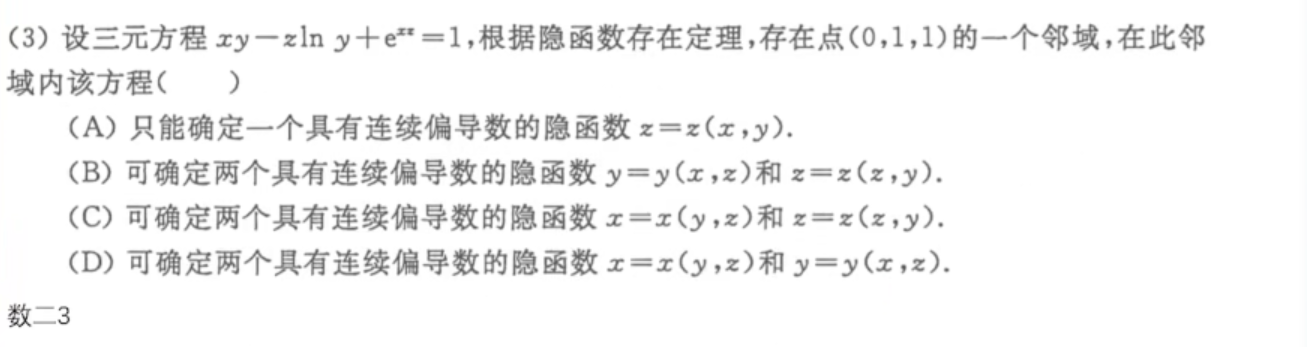 (3) 设三元方程 xy－zln y＋eˣᶻ＝1,根据隐函数存在定理,存在点(0,1,1)的一个邻域,在此邻
域内该方程(　　)
(A) 只能确定一个具有连续偏导数的隐函数 z＝z(x,y).
(B) 可确定两个具有连续偏导数的隐函数 y＝y(x,z)和 z＝z(z,y).
(C) 可确定两个具有连续偏导数的隐函数 x＝x(y,z)和 z＝z(z,y).
(D) 可确定两个具有连续偏导数的隐函数 x＝x(y,z)和 y＝y(x,z).
数二3